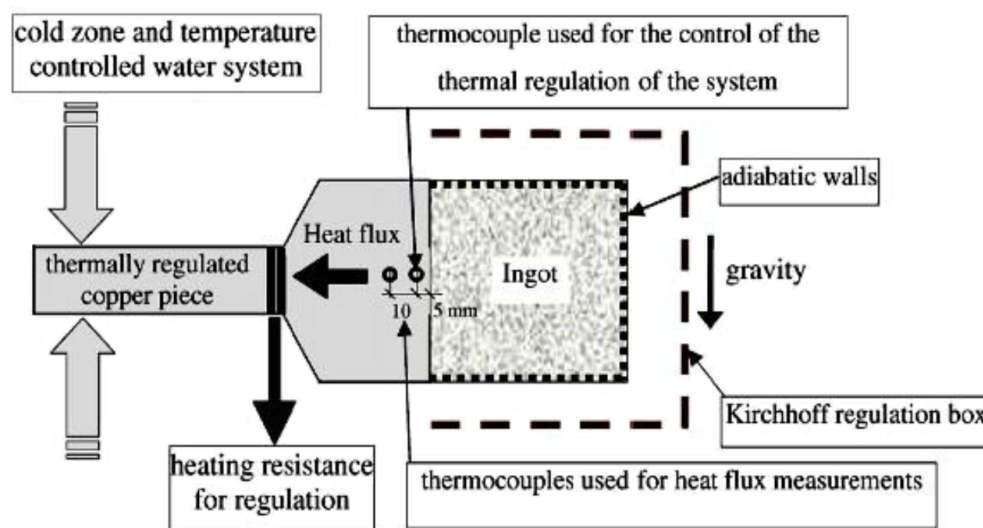 cold zone and temperature
controlled water system
thermocouple used for the control of the
thermal regulation of the system
adiabatic walls
Heat flux
thermally regulated
copper piece
Ingot
gravity
10
5 mm
Kirchhoff regulation box
heating resistance
for regulation
thermocouples used for heat flux measurements